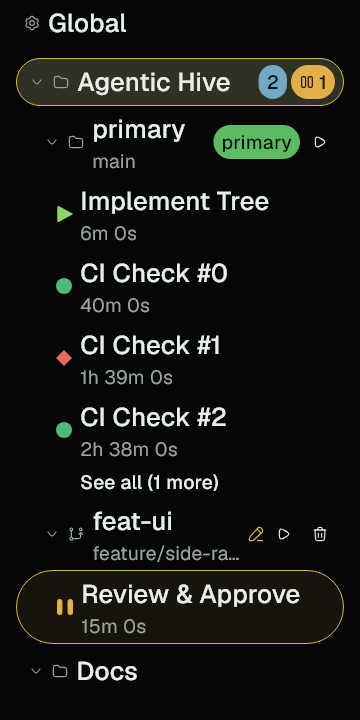 Global
Agentic Hive 2 1
primary primary
main
Implement Tree
6m 0s
CI Check #0
40m 0s
CI Check #1
1h 39m 0s
CI Check #2
2h 38m 0s
See all (1 more)
feat-ui
feature/side-ra...
Review & Approve
15m 0s
Docs